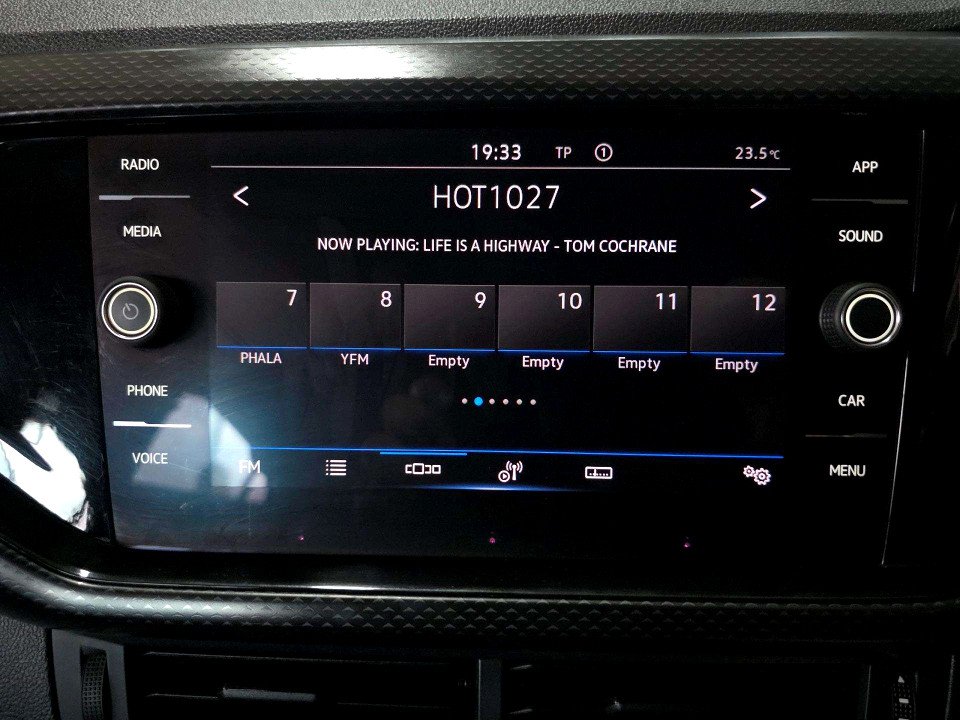 RADIO
MEDIA
PHONE
VOICE
19:33 TP 1 23.5°C
< HOT1027 >
NOW PLAYING: LIFE IS A HIGHWAY - TOM COCHRANE
7 8 9 10 11 12
PHALA YFM Empty Empty Empty Empty
FM
APP
SOUND
CAR
MENU